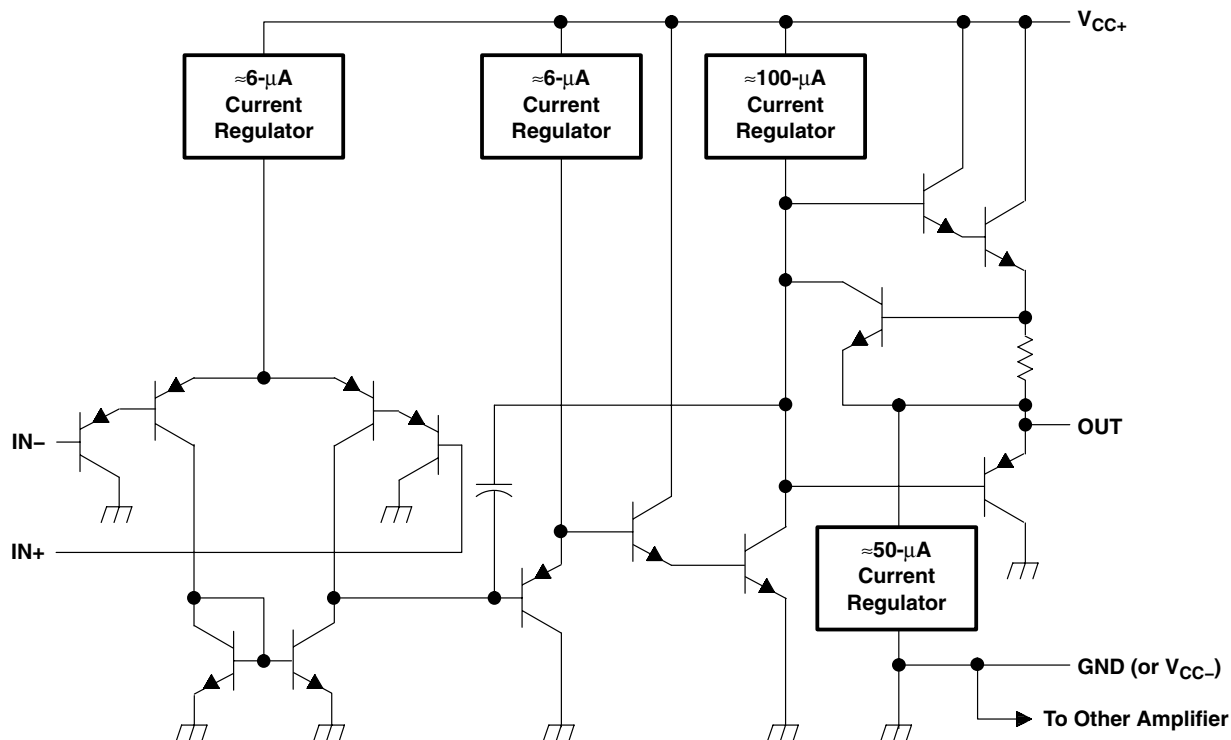 V_CC+
≈6-μA
Current
Regulator
≈6-μA
Current
Regulator
≈100-μA
Current
Regulator
IN−
OUT
IN+
≈50-μA
Current
Regulator
GND (or V_CC−)
To Other Amplifier